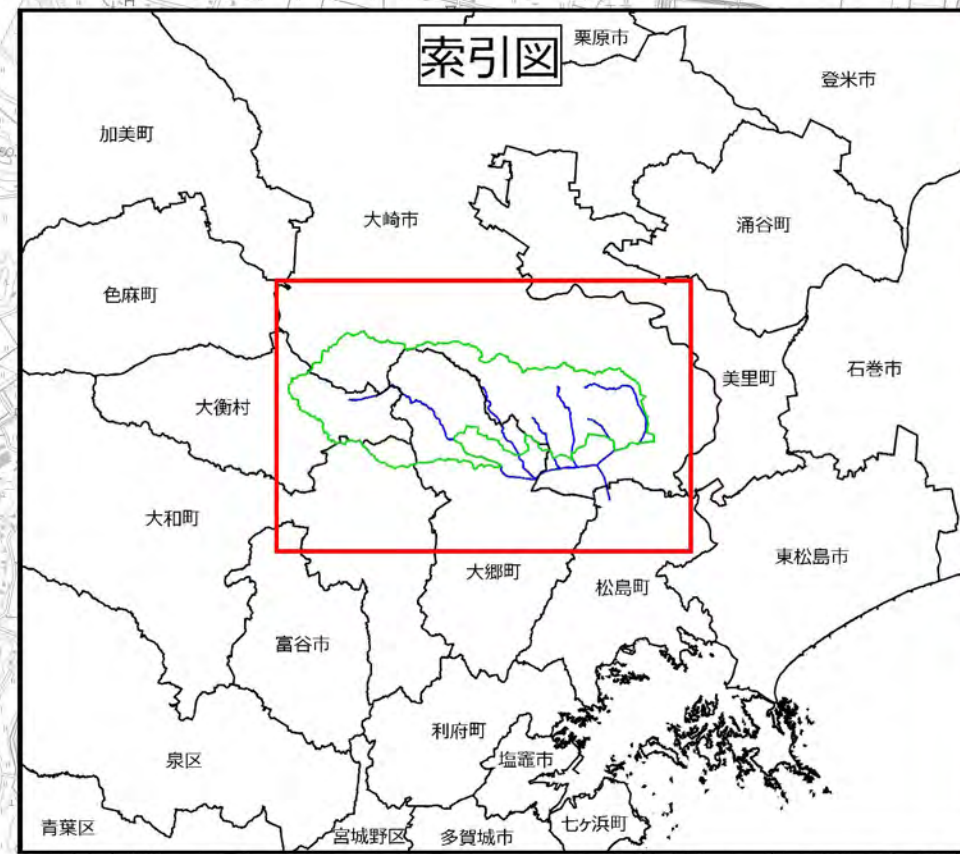 索引図
栗原市
登米市
加美町
大崎市
涌谷町
色麻町
美里町
石巻市
大衡村
大和町
大郷町
東松島市
松島町
富谷市
利府町
泉区
塩竈市
青葉区
宮城野区
多賀城市
七ヶ浜町